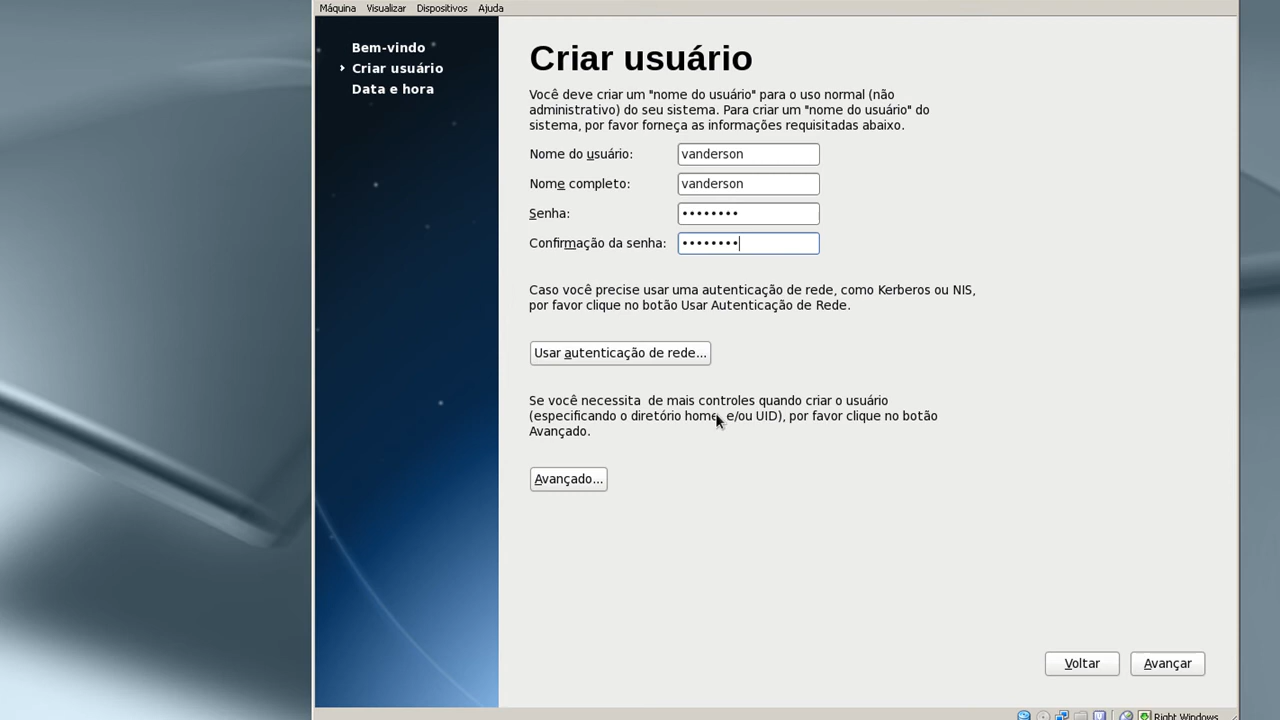 Máquina Visualizar Dispositivos Ajuda
Bem-vindo
Criar usuário
Data e hora
Criar usuário
Você deve criar um "nome do usuário" para o uso normal (não
administrativo) do seu sistema. Para criar um "nome do usuário" do
sistema, por favor forneça as informações requisitadas abaixo.
Nome do usuário: vanderson
Nome completo: vanderson
Senha: ••••••••
Confirmação da senha: ••••••••
Caso você precise usar uma autenticação de rede, como Kerberos ou NIS,
por favor clique no botão Usar Autenticação de Rede.
Usar autenticação de rede...
Se você necessita  de mais controles quando criar o usuário
(especificando o diretório home, e/ou UID), por favor clique no botão
Avançado.
Avançado...
Voltar Avançar
Right Windows